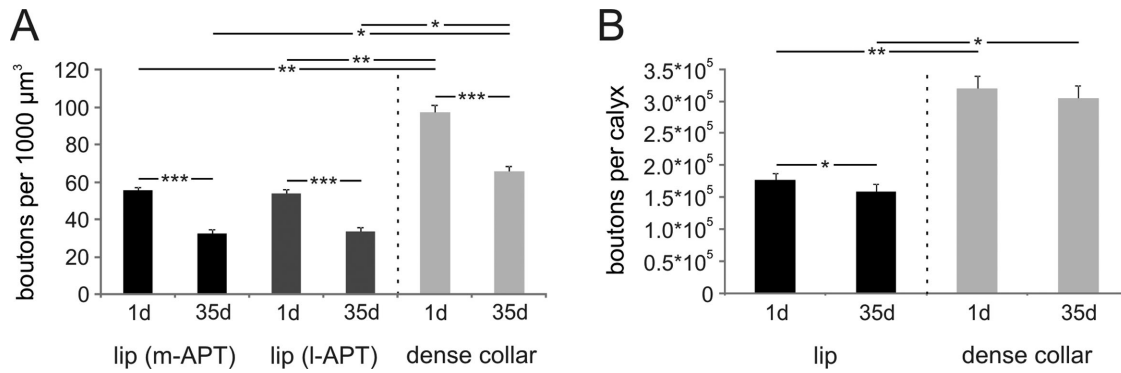 A
boutons per 1000 µm³
120
100
80
60
40
20
0
*
*
**
**
***
***
***
1d
35d
1d
35d
1d
35d
lip (m-APT)
lip (l-APT)
dense collar
B
boutons per calyx
3.5*10⁵
3.0*10⁵
2.5*10⁵
2.0*10⁵
1.5*10⁵
1.0*10⁵
0.5*10⁵
0
*
**
*
1d
35d
1d
35d
lip
dense collar